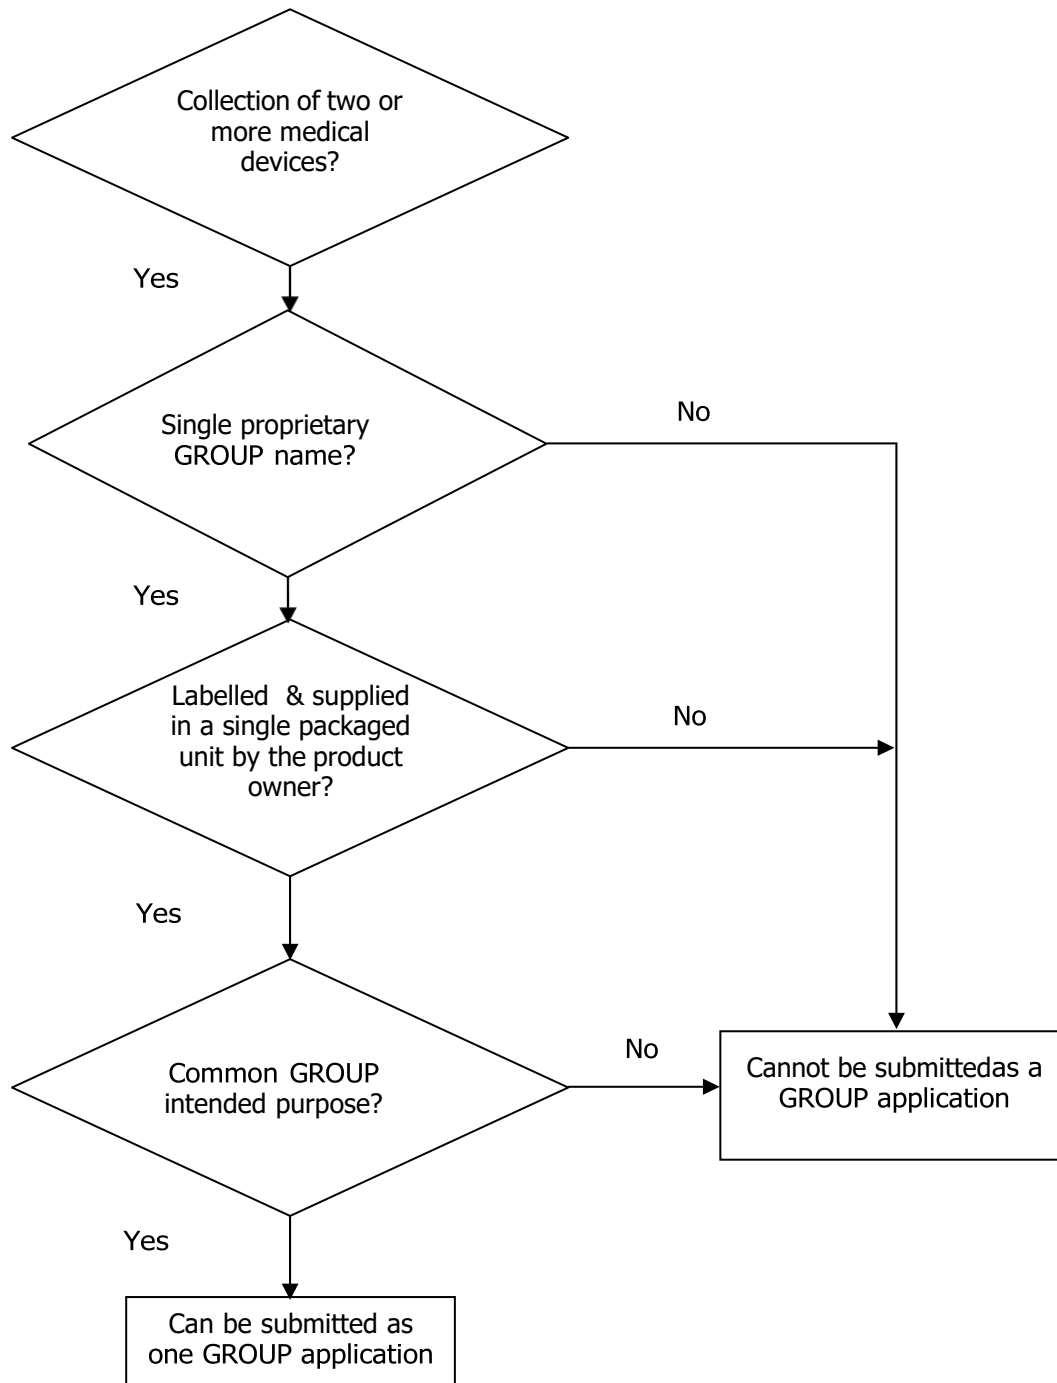 Collection of two or
more medical
devices?
Yes
Single proprietary
GROUP name?
No
Yes
Labelled & supplied
in a single packaged
unit by the product
owner?
No
Yes
Common GROUP
intended purpose?
No
Cannot be submittedas a
GROUP application
Yes
Can be submitted as
one GROUP application